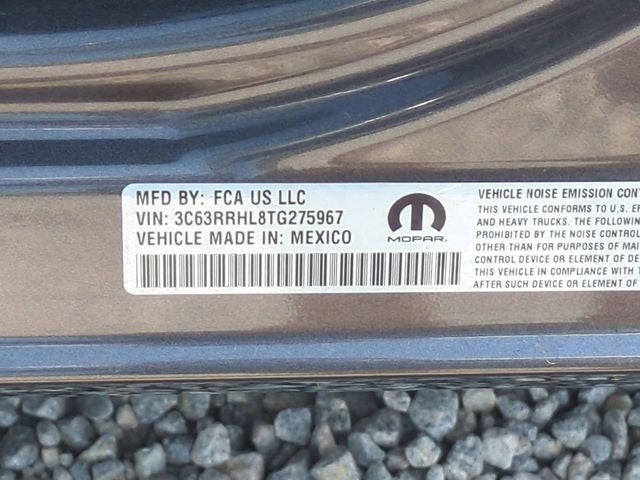 MFD BY: FCA US LLC
VIN: 3C63RRHL8TG275967
VEHICLE MADE IN: MEXICO
MOPAR
VEHICLE NOISE EMISSION
THIS VEHICLE CONFORMS TO U.S.
AND HEAVY TRUCKS. THE FOLLOWING
PROHIBITED BY THE NOISE CONTROL
OTHER THAN FOR PURPOSES OF
CONTROL DEVICE OR ELEMENT OF
THIS VEHICLE IN COMPLIANCE WITH
AFTER SUCH DEVICE OR ELEMENT OF